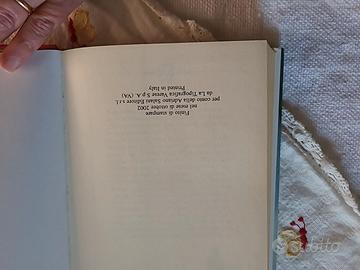 Finito di stampare
nel mese di ottobre 2002
per conto della Adriano Salani Editore s.r.l.
da La Tipografica Varese S.p.A. (VA)
Printed in Italy
subito